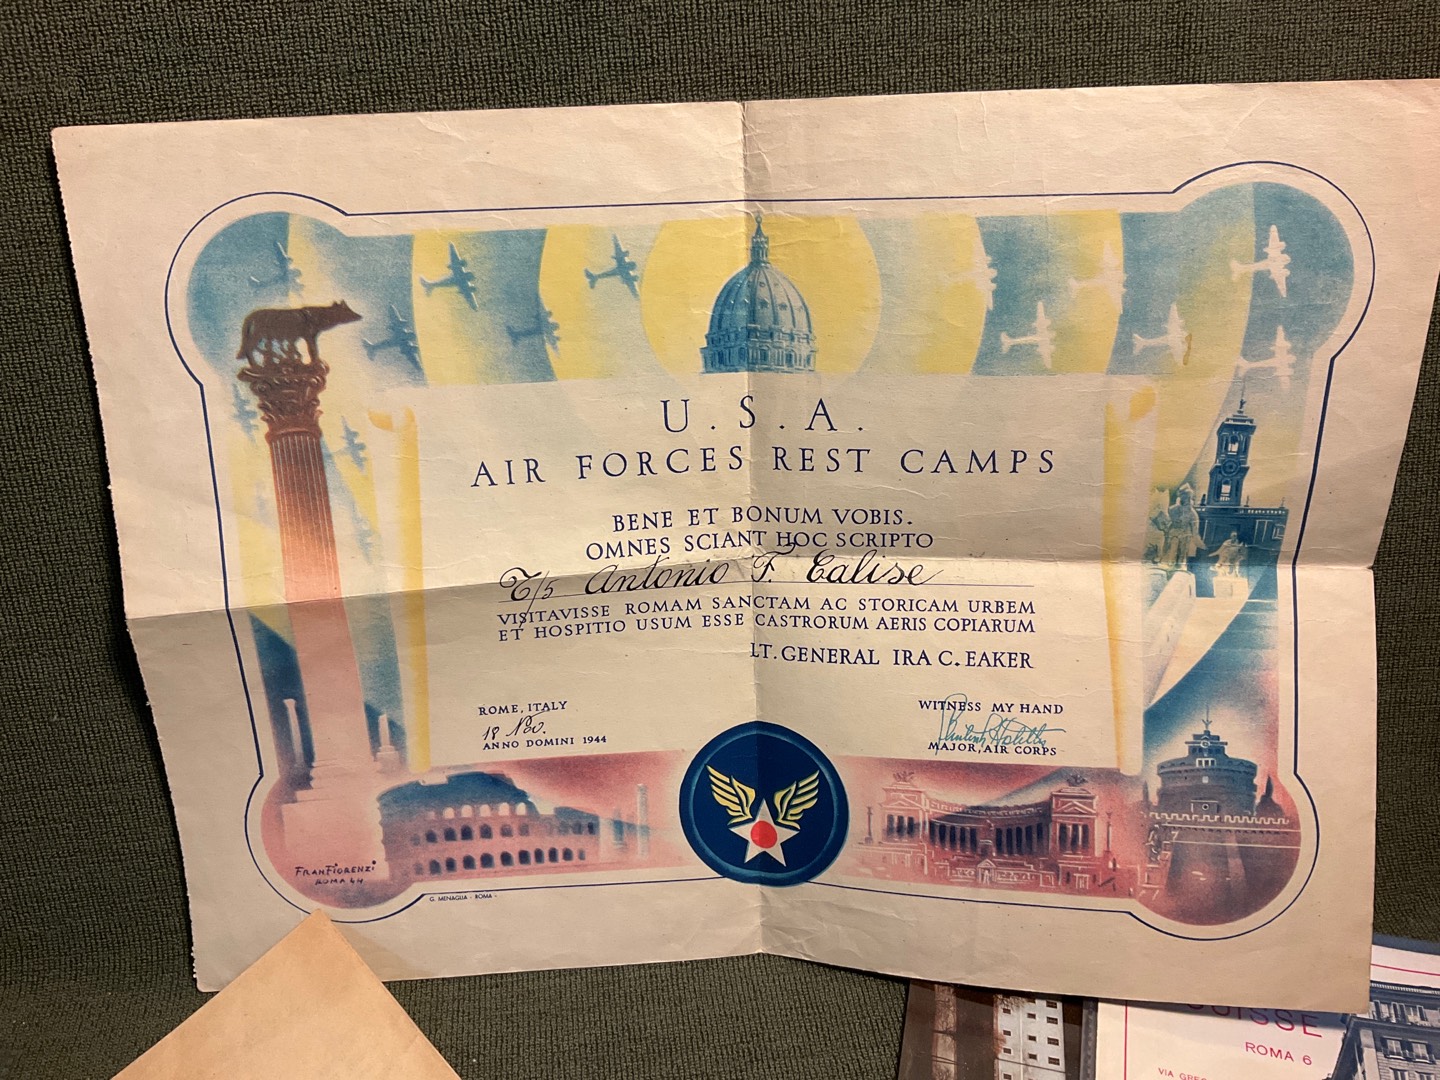 U.S.A.
AIR FORCES REST CAMPS
BENE ET BONUM VOBIS.
OMNES SCIANT HOC SCRIPTO
T/5 Antonio F. Calise
VISITAVISSE ROMAM SANCTAM AC STORICAM URBEM
ET HOSPITIO USUM ESSE CASTRORUM AERIS COPIARUM
LT. GENERAL IRA C. EAKER
ROME, ITALY
18 Nov.
ANNO DOMINI 1944
WITNESS MY HAND
MAJOR, AIR CORPS
FRANFIORENZI
ROMA 44
G. MENAGLIA - ROMA -
SUISSE
ROMA 6
VIA